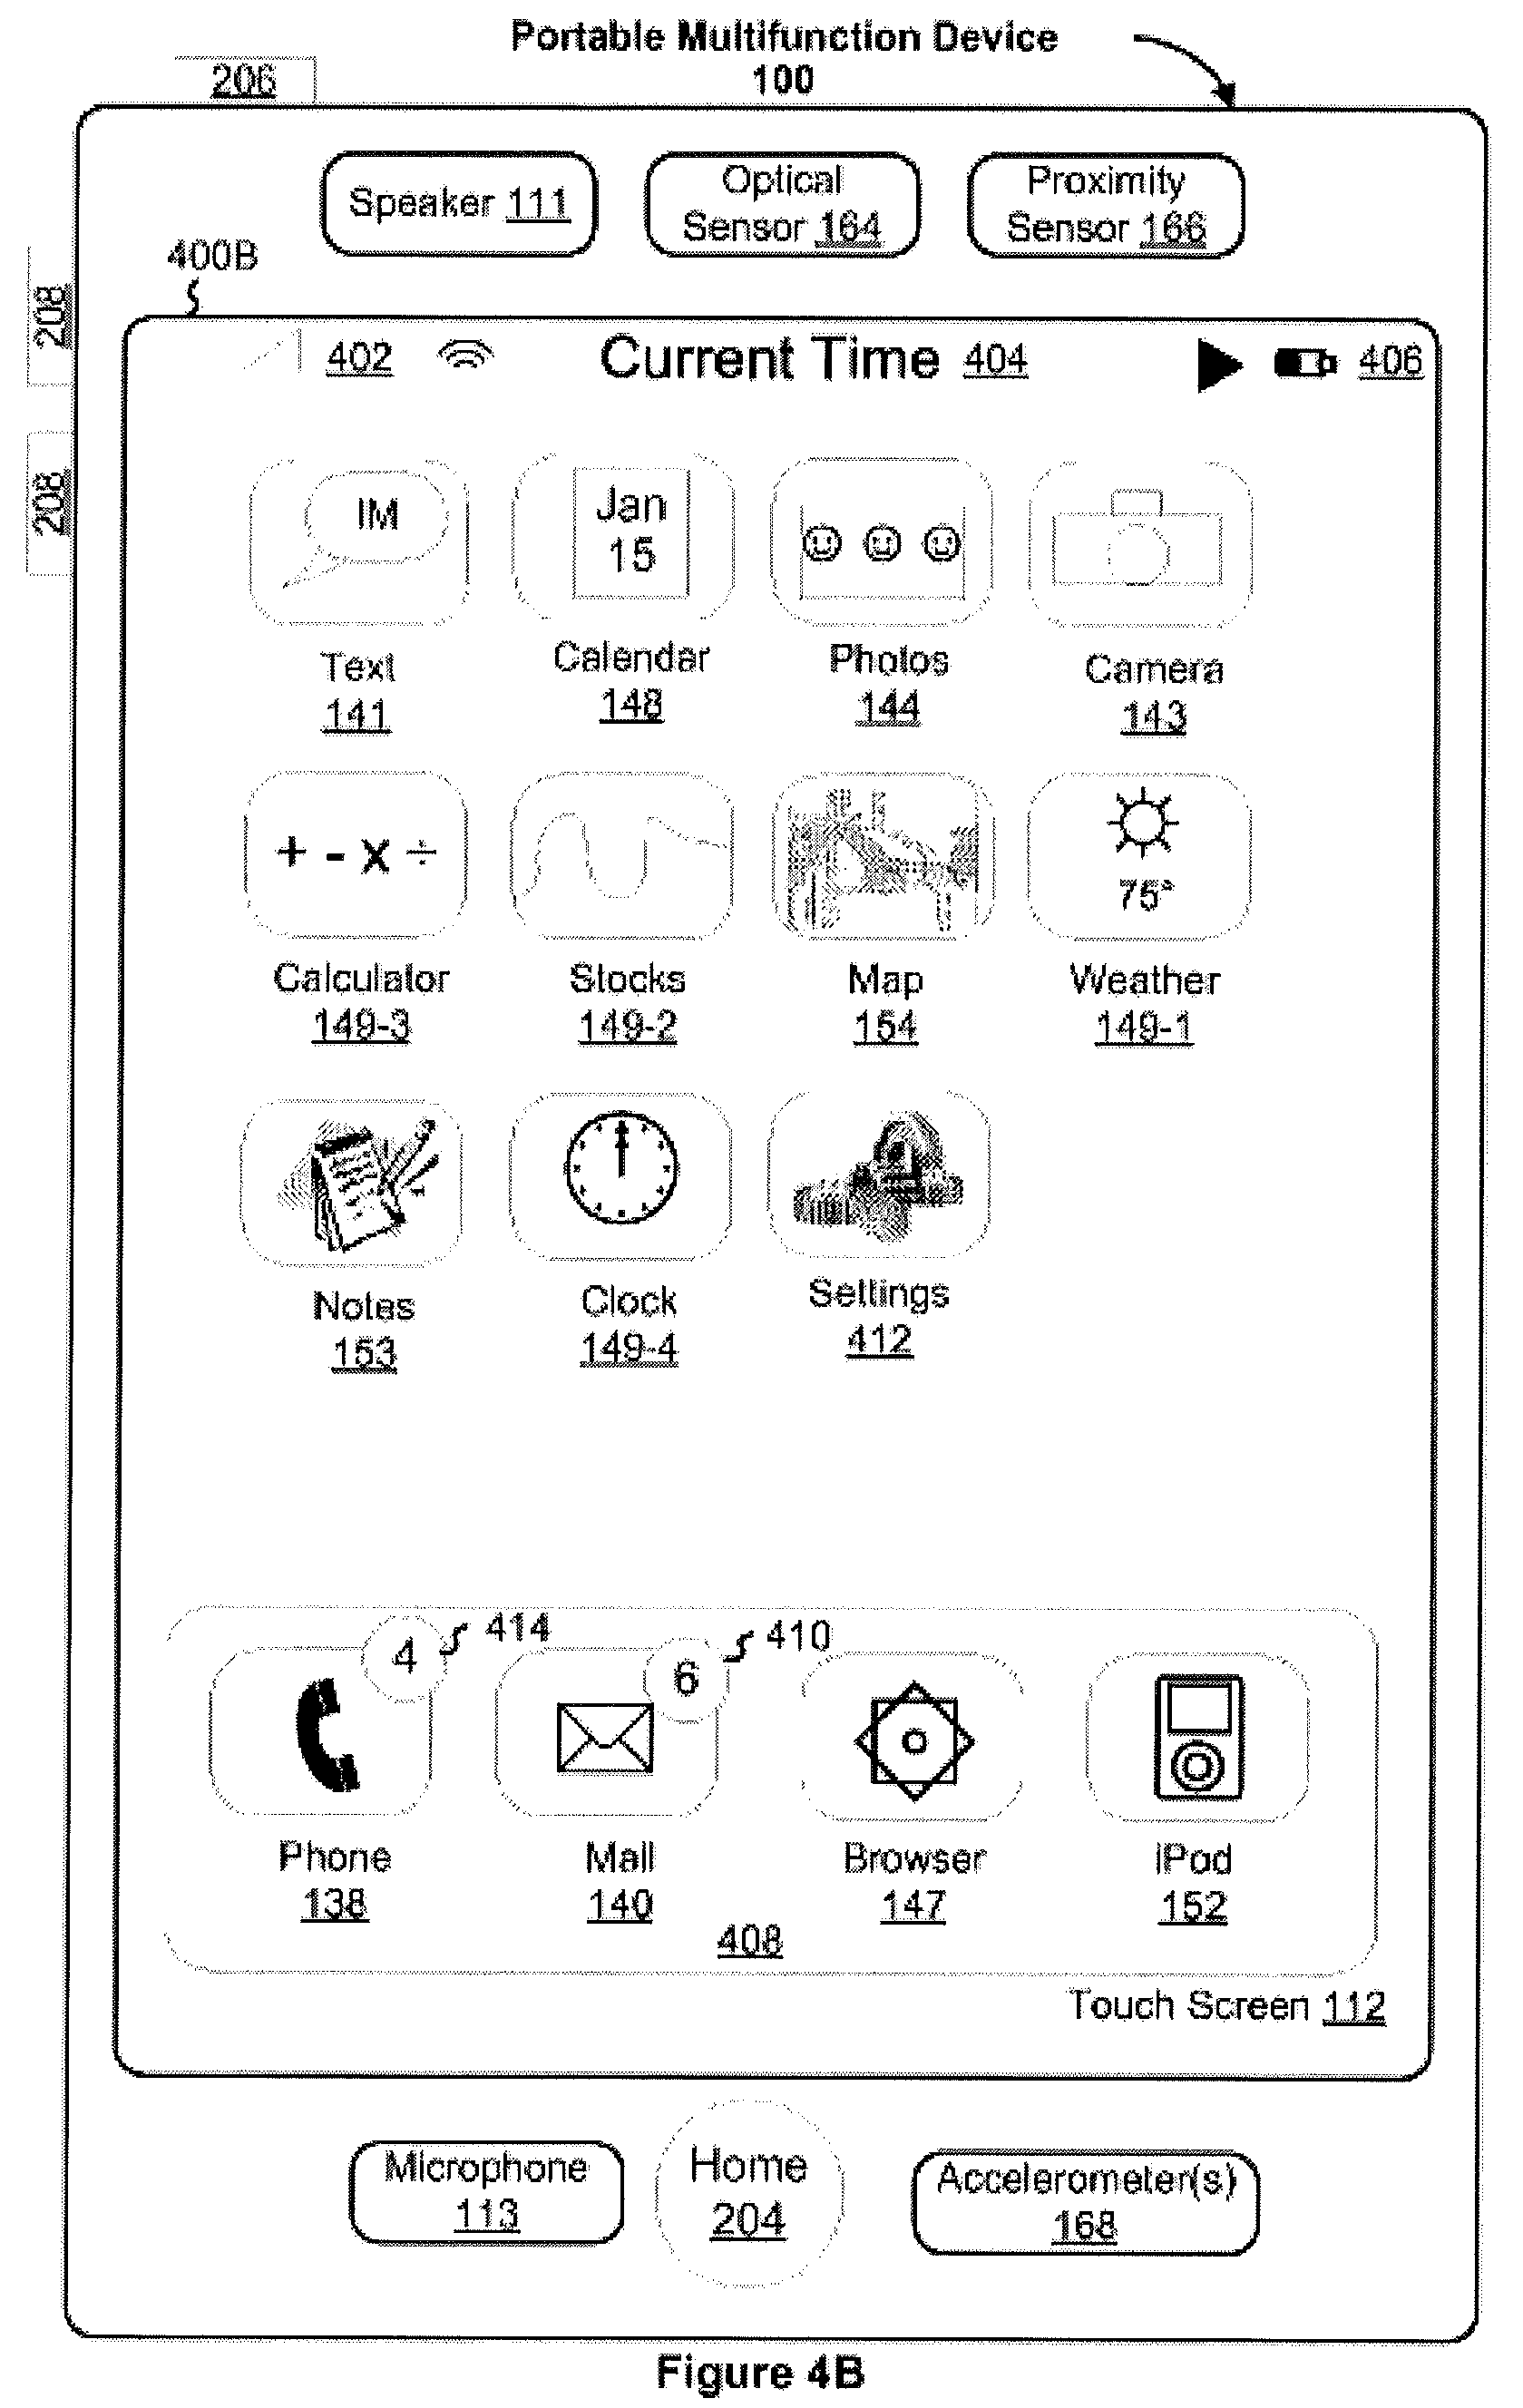 Portable Multifunction Device
100
206
Speaker 111
Optical
Sensor 164
Proximity
Sensor 166
400B
208
208
402
Current Time 404
406
IM
Jan
15
Text
141
Calendar
148
Photos
144
Camera
143
+ - x ÷
75°
Calculator
149-3
Stocks
149-2
Map
154
Weather
149-1
Notes
153
Clock
149-4
Settings
412
4
414
6
410
Phone
138
Mail
140
Browser
147
iPod
152
408
Touch Screen 112
Microphone
113
Home
204
Accelerometer(s)
168
Figure 4B